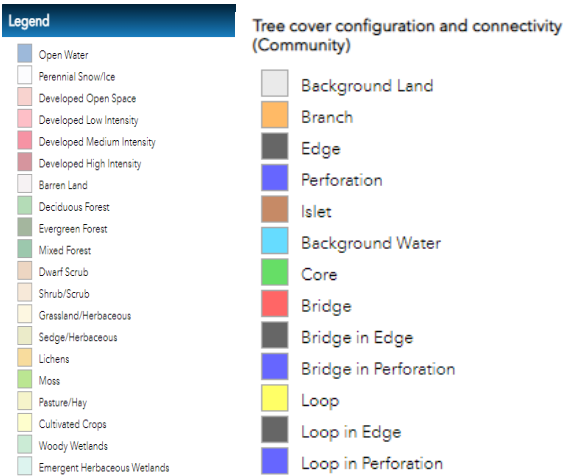 Legend
Open Water
Perennial Snow/Ice
Developed Open Space
Developed Low Intensity
Developed Medium Intensity
Developed High Intensity
Barren Land
Deciduous Forest
Evergreen Forest
Mixed Forest
Dwarf Scrub
Shrub/Scrub
Grassland/Herbaceous
Sedge/Herbaceous
Lichens
Moss
Pasture/Hay
Cultivated Crops
Woody Wetlands
Emergent Herbaceous Wetlands
Tree cover configuration and connectivity
(Community)
Background Land
Branch
Edge
Perforation
Islet
Background Water
Core
Bridge
Bridge in Edge
Bridge in Perforation
Loop
Loop in Edge
Loop in Perforation